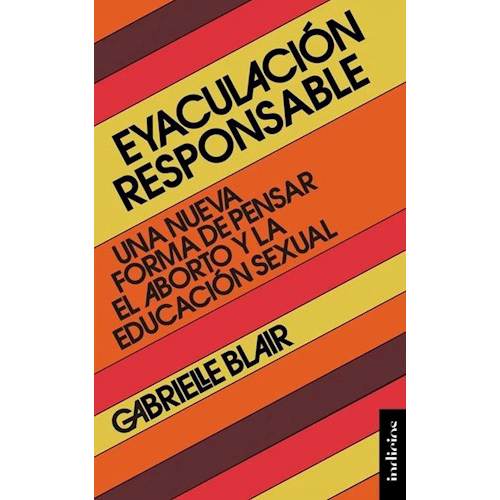 EYACULACIÓN
RESPONSABLE
UNA NUEVA
FORMA DE PENSAR
EL ABORTO Y LA
EDUCACIÓN SEXUAL
GABRIELLE BLAIR
indicios